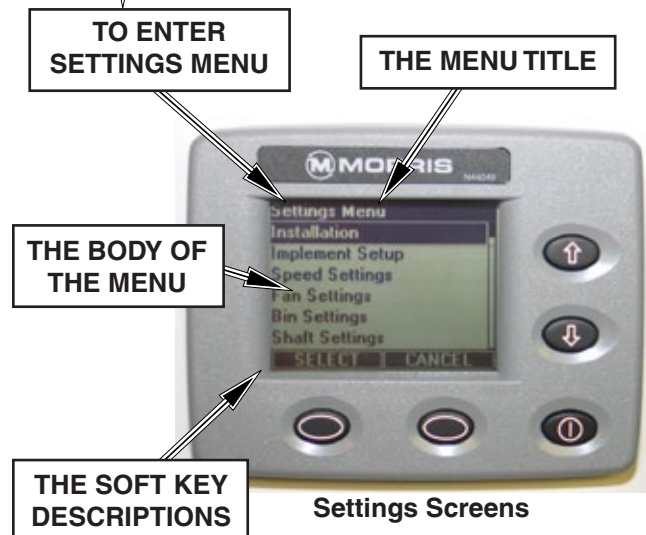 TO ENTER
SETTINGS MENU
THE MENU TITLE
MORRIS
N44049
Settings Menu
Installation
Implement Setup
Speed Settings
Fan Settings
Bin Settings
Shaft Settings
SELECT CANCEL
THE BODY OF
THE MENU
THE SOFT KEY
DESCRIPTIONS
Settings Screens